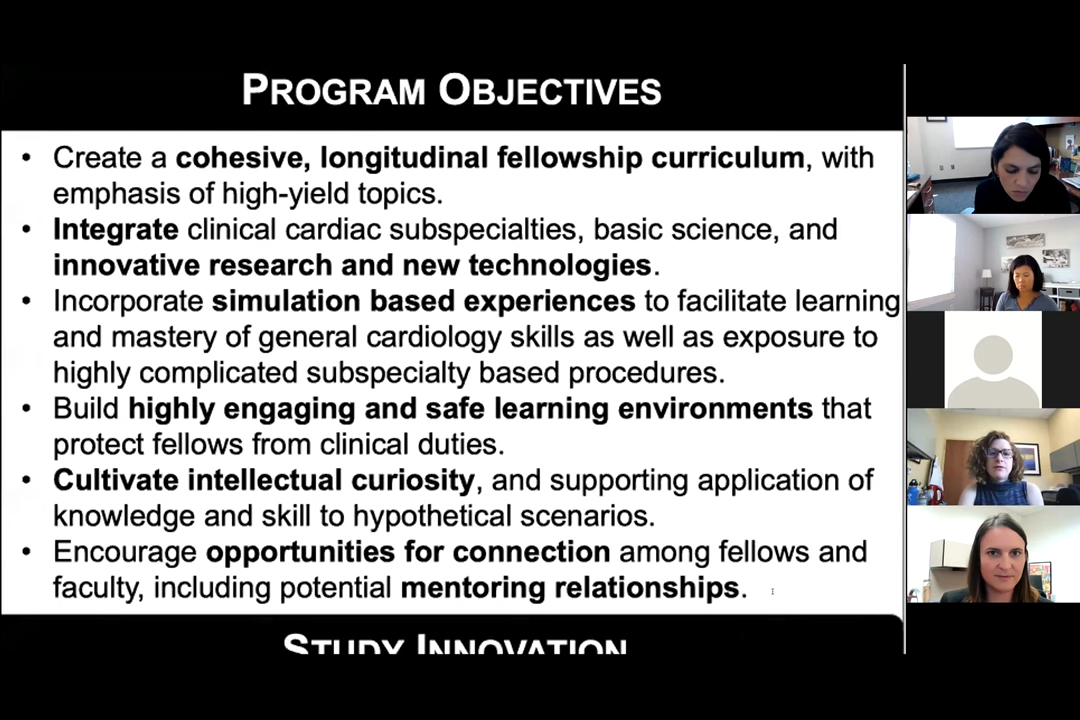 PROGRAM OBJECTIVES
• Create a cohesive, longitudinal fellowship curriculum, with
emphasis of high-yield topics.
• Integrate clinical cardiac subspecialties, basic science, and
innovative research and new technologies.
• Incorporate simulation based experiences to facilitate learning
and mastery of general cardiology skills as well as exposure to
highly complicated subspecialty based procedures.
• Build highly engaging and safe learning environments that
protect fellows from clinical duties.
• Cultivate intellectual curiosity, and supporting application of
knowledge and skill to hypothetical scenarios.
• Encourage opportunities for connection among fellows and
faculty, including potential mentoring relationships.
STUDY INNOVATION